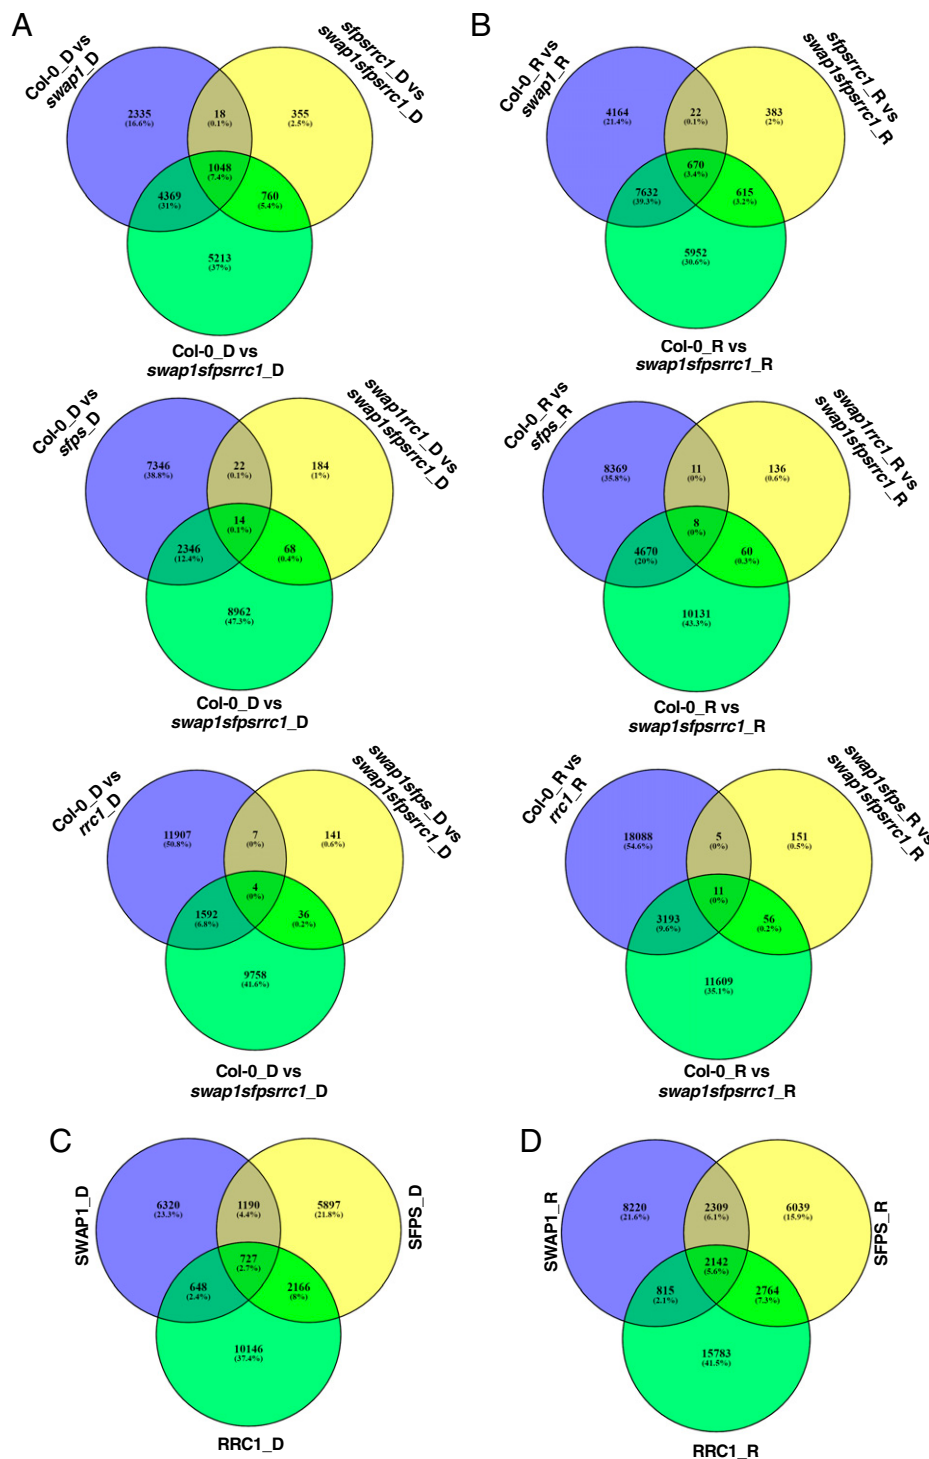 A
Col-0_D vs
swap1_D
sfpsrrc1_D vs
swap1sfpsrrc1_D
2335
(16.6%)
18
(0.1%)
355
(2.5%)
1048
(7.4%)
4369
(31%)
760
(5.4%)
5213
(37%)
Col-0_D vs
swap1sfpsrrc1_D
Col-0_D vs
sfps_D
swap1rrc1_D vs
swap1sfpsrrc1_D
7346
(38.8%)
22
(0.1%)
184
(1%)
14
(0.1%)
2346
(12.4%)
68
(0.4%)
8962
(47.3%)
Col-0_D vs
swap1sfpsrrc1_D
Col-0_D vs
rrc1_D
swap1sfps_D vs
swap1sfpsrrc1_D
11907
(50.8%)
7
(0%)
141
(0.6%)
4
(0%)
1592
(6.8%)
36
(0.2%)
9758
(41.6%)
Col-0_D vs
swap1sfpsrrc1_D
B
Col-0_R vs
swap1_R
sfpsrrc1_R vs
swap1sfpsrrc1_R
4164
(21.4%)
22
(0.1%)
383
(2%)
670
(3.4%)
7632
(39.3%)
615
(3.2%)
5952
(30.6%)
Col-0_R vs
swap1sfpsrrc1_R
Col-0_R vs
sfps_R
swap1rrc1_R vs
swap1sfpsrrc1_R
8369
(35.8%)
11
(0%)
136
(0.6%)
8
(0%)
4670
(20%)
60
(0.3%)
10131
(43.3%)
Col-0_R vs
swap1sfpsrrc1_R
Col-0_R vs
rrc1_R
swap1sfps_R vs
swap1sfpsrrc1_R
18088
(54.6%)
5
(0%)
151
(0.5%)
11
(0%)
3193
(9.6%)
56
(0.2%)
11609
(35.1%)
Col-0_R vs
swap1sfpsrrc1_R
C
SWAP1_D
SFPS_D
6320
(23.3%)
1190
(4.4%)
5897
(21.8%)
727
(2.7%)
648
(2.4%)
2166
(8%)
10146
(37.4%)
RRC1_D
D
SWAP1_R
SFPS_R
8220
(21.6%)
2309
(6.1%)
6039
(15.9%)
2142
(5.6%)
815
(2.1%)
2764
(7.3%)
15783
(41.5%)
RRC1_R